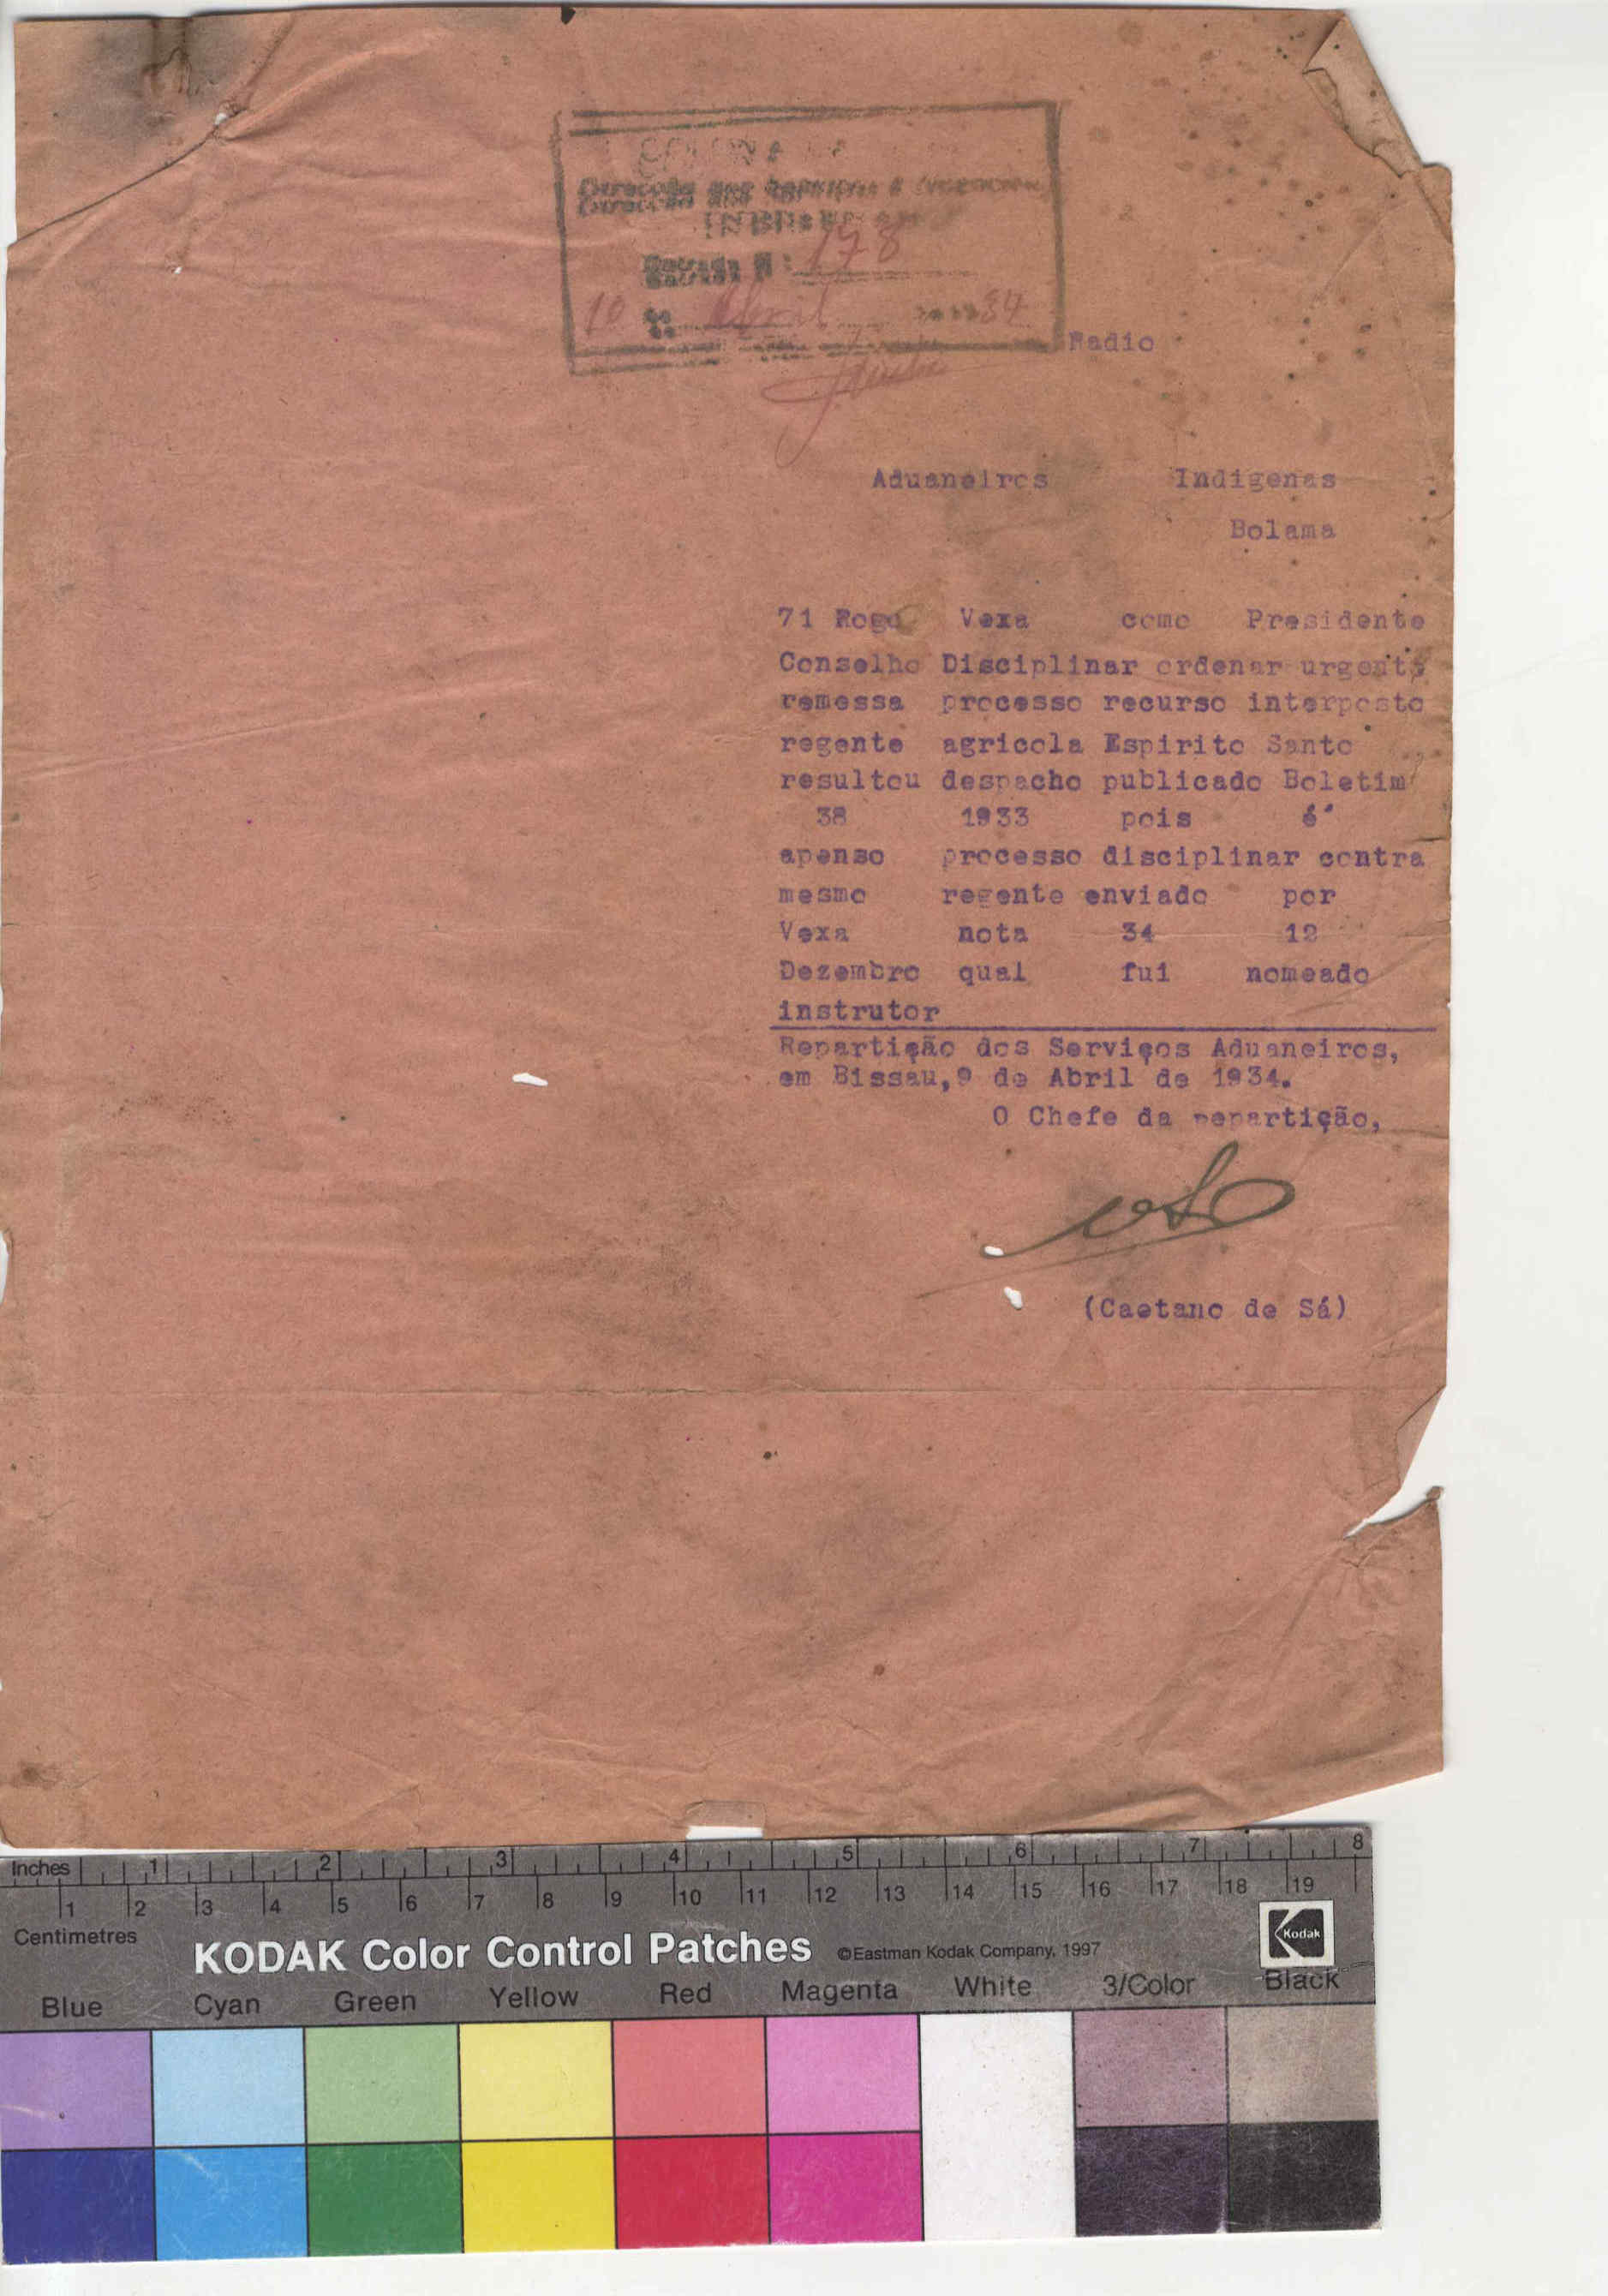 Entrada N.º 178
10 de Abril de 1934
Radio
Aduaneiros Indigenas
Bolama
71 Rogo Vexa como Presidente
Conselho Disciplinar ordenar urgente
remessa processo recurso interposto
regente agricola Espirito Santo
resultou despacho publicado Boletim
38 1933 pois é
apenso processo disciplinar contra
mesmo regente enviado por
Vexa nota 34 12
Dezembro qual fui nomeado
instrutor
Repartição dos Serviços Aduaneiros,
em Bissau,9 de Abril de 1934.
O Chefe da repartição,
(Caetano de Sá)
Inches 1 2 3 4 5 6 7 8
1 2 3 4 5 6 7 8 9 10 11 12 13 14 15 16 17 18 19
Centimetres
KODAK Color Control Patches ©Eastman Kodak Company, 1997 Kodak
Blue Cyan Green Yellow Red Magenta White 3/Color Black